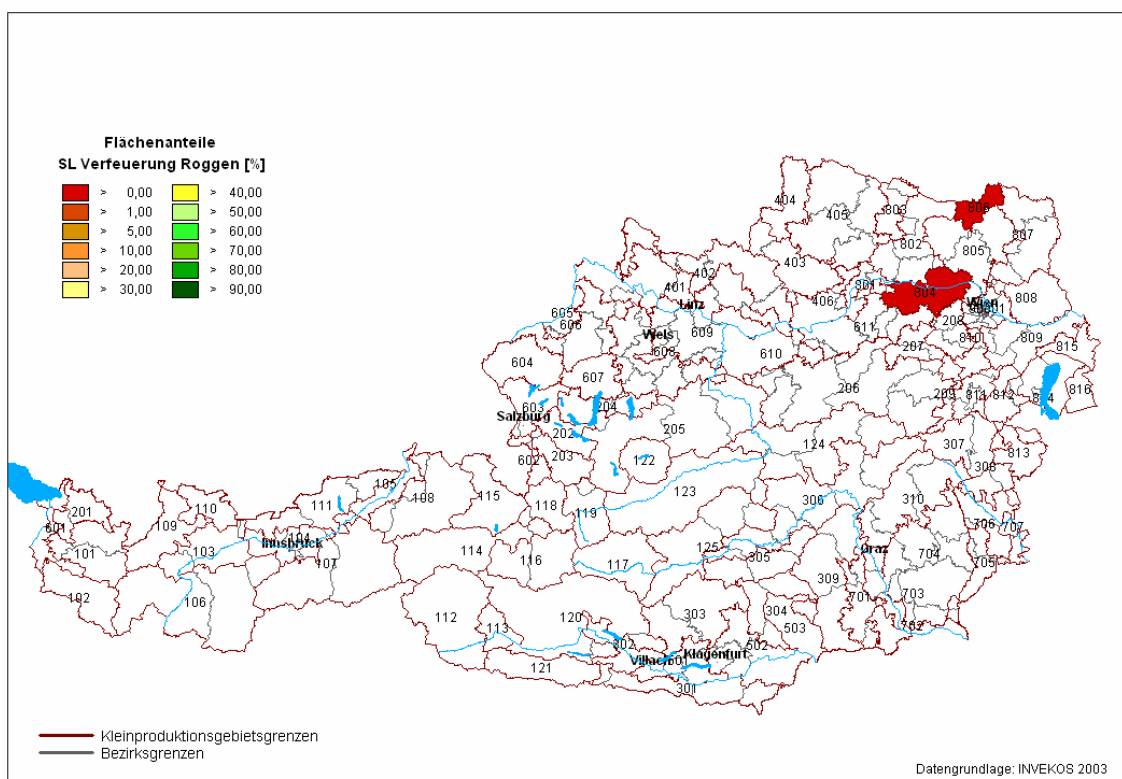 Flächenanteile
SL Verfeuerung Roggen [%]
> 0,00 > 40,00
> 1,00 > 50,00
> 5,00 > 60,00
> 10,00 > 70,00
> 20,00 > 80,00
> 30,00 > 90,00
404 405 803 806
802 807
805
402 403
401 Linz 801 804 Wien 808
406
605 606 Wels 609 611 208 810 809
608 610 207 815
604 607
206 209 811 812 816
603 204
Salzburg 202 205 124 307
602 203 122 813
308
105 108 115 118 123 306 310
111 119
201 110
601 109 706 707
101 103 104 114 116 125 Graz 704
Innsbruck 107 117 305 705
102 106 309 701 703
112 113 120 303 304 702
302 503
Villach Klagenfurt 502
121 301
Kleinproduktionsgebietsgrenzen
Bezirksgrenzen
Datengrundlage: INVEKOS 2003